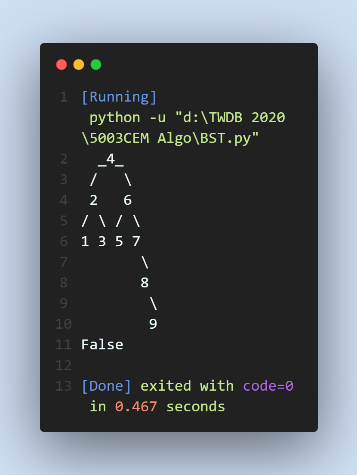 1 [Running]
python -u "d:\TWDB 2020
\5003CEM Algo\BST.py"
2   _4_
3  /   \
4  2   6
5 / \ / \
6 1 3 5 7
7        \
8        8
9         \
10         9
11 False
12
13 [Done] exited with code=0
in 0.467 seconds